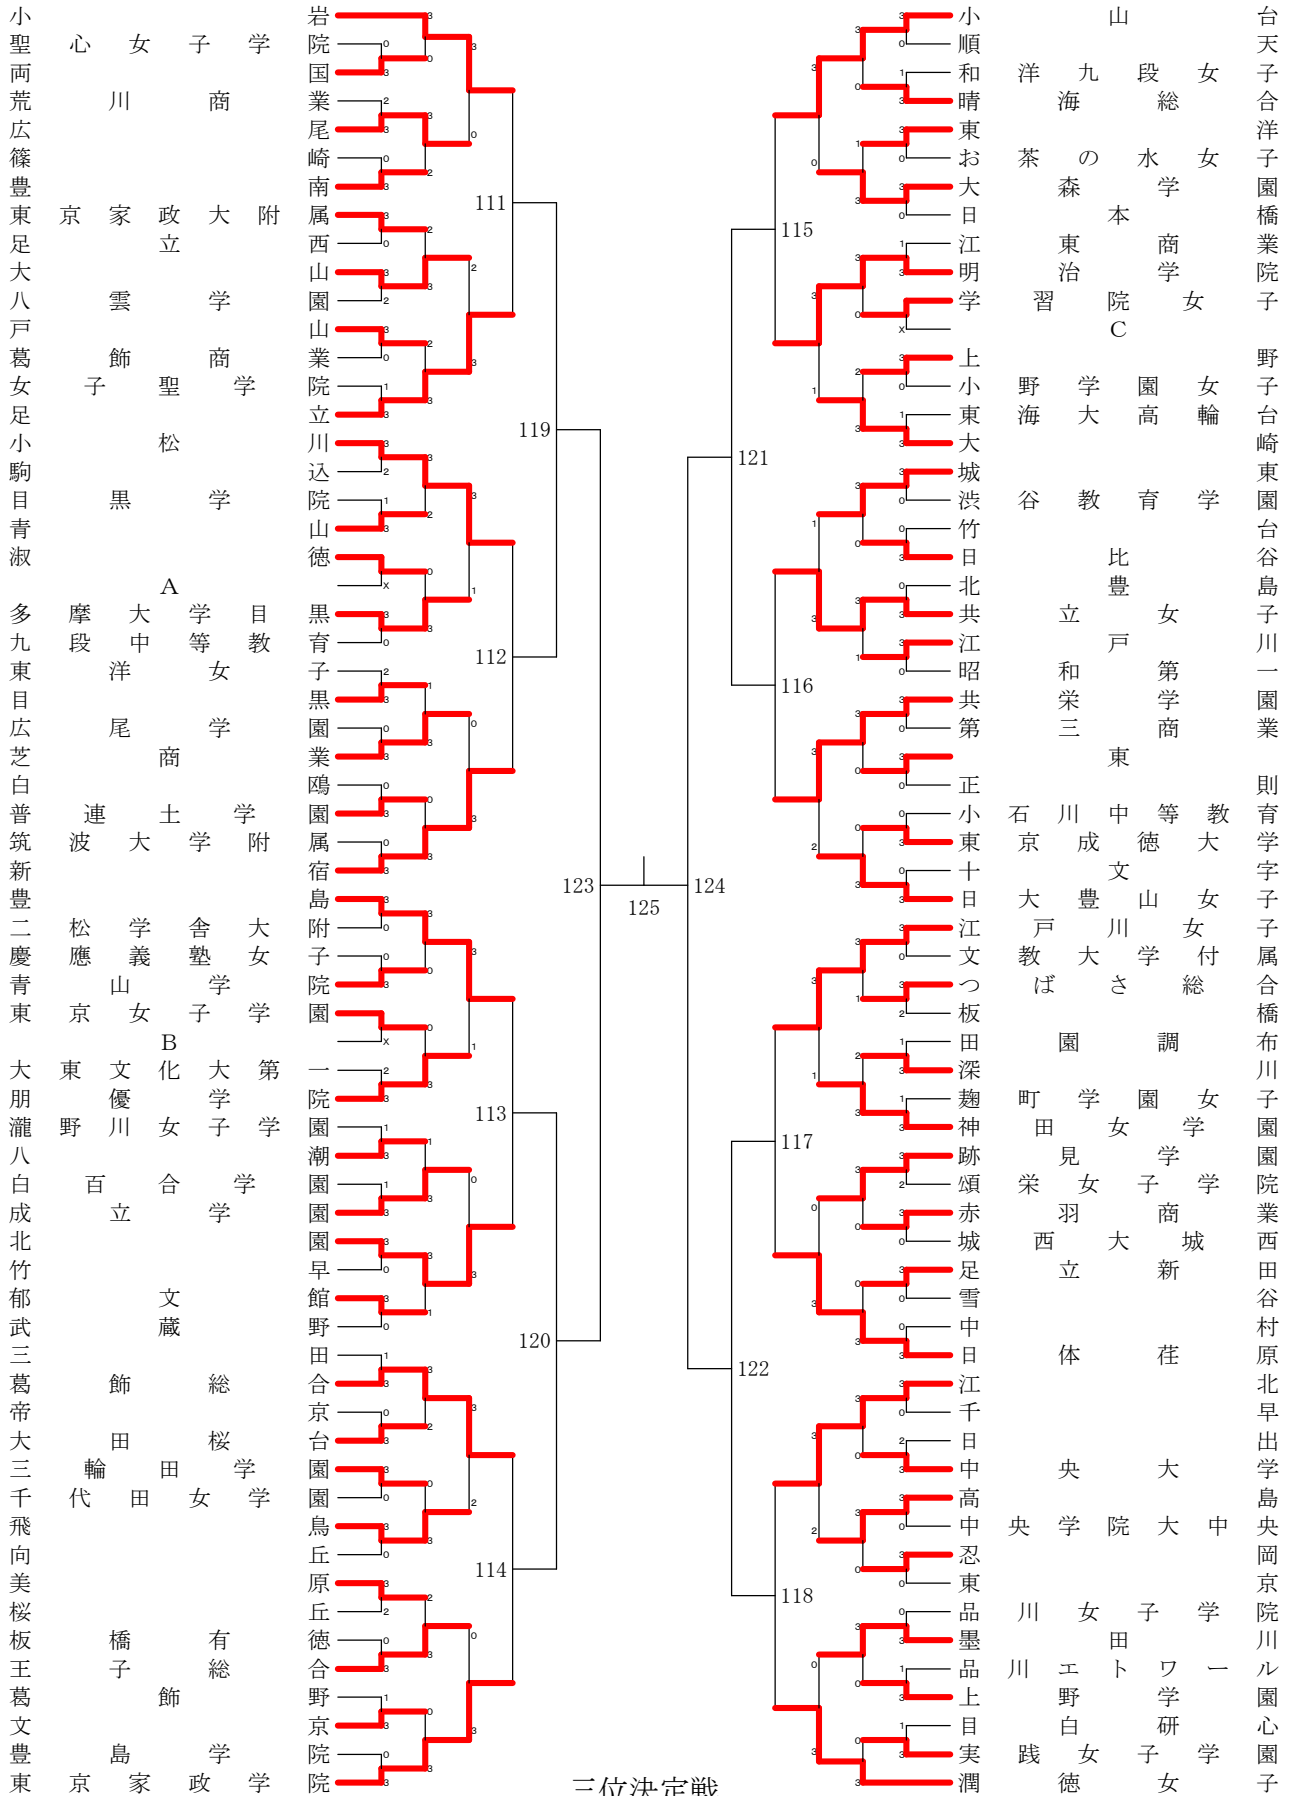 小岩
聖心女子学院
両国
荒川商業
広尾
篠崎
豊南
東京家政大附属
足立西
大山
八雲学園
戸山
葛飾商業
女子聖学院
足立
小松川
駒込
目黒学院
青山
淑徳
A
多摩大学目黒
九段中等教育
東洋女子
目黒
広尾学園
芝商業
白鴎
普連土学園
筑波大学附属
新宿
豊島
二松学舎大附
慶應義塾女子
青山学院
東京女子学園
B
大東文化大第一
朋優学院
瀧野川女子学園
八潮
白百合学園
成立学園
北園
竹早
郁文館
武蔵野
三田
葛飾総合
帝京
大田桜台
三輪田学園
千代田女学園
飛鳥
向丘
美原
桜丘
板橋有徳
王子総合
葛飾野
文京
豊島学院
東京家政学院
111
112
113
114
119
120
123
125
124
121
122
115
116
117
118
三位決定戦
小山台
順天
和洋九段女子
晴海総合
東洋
お茶の水女子
大森学園
日本橋
江東商業
明治学院
学習院女子
C
上野
小野学園女子
東海大高輪台
大崎
城東
渋谷教育学園
竹台
日比谷
北豊島
共立女子
江戸川
昭和第一
共栄学園
第三商業
東
正則
小石川中等教育
東京成徳大学
十文字
日大豊山女子
江戸川女子
文教大学付属
つばさ総合
板橋
田園調布
深川
麹町学園女子
神田女学園
跡見学園
頌栄女子学院
赤羽商業
城西大城西
足立新田
雪谷
中村
日体荏原
江北
千早
日出
中央大学
高島
中央学院大中央
忍岡
東京
品川女子学院
墨田川
品川エトワール
上野学園
目白研心
実践女子学園
潤徳女子